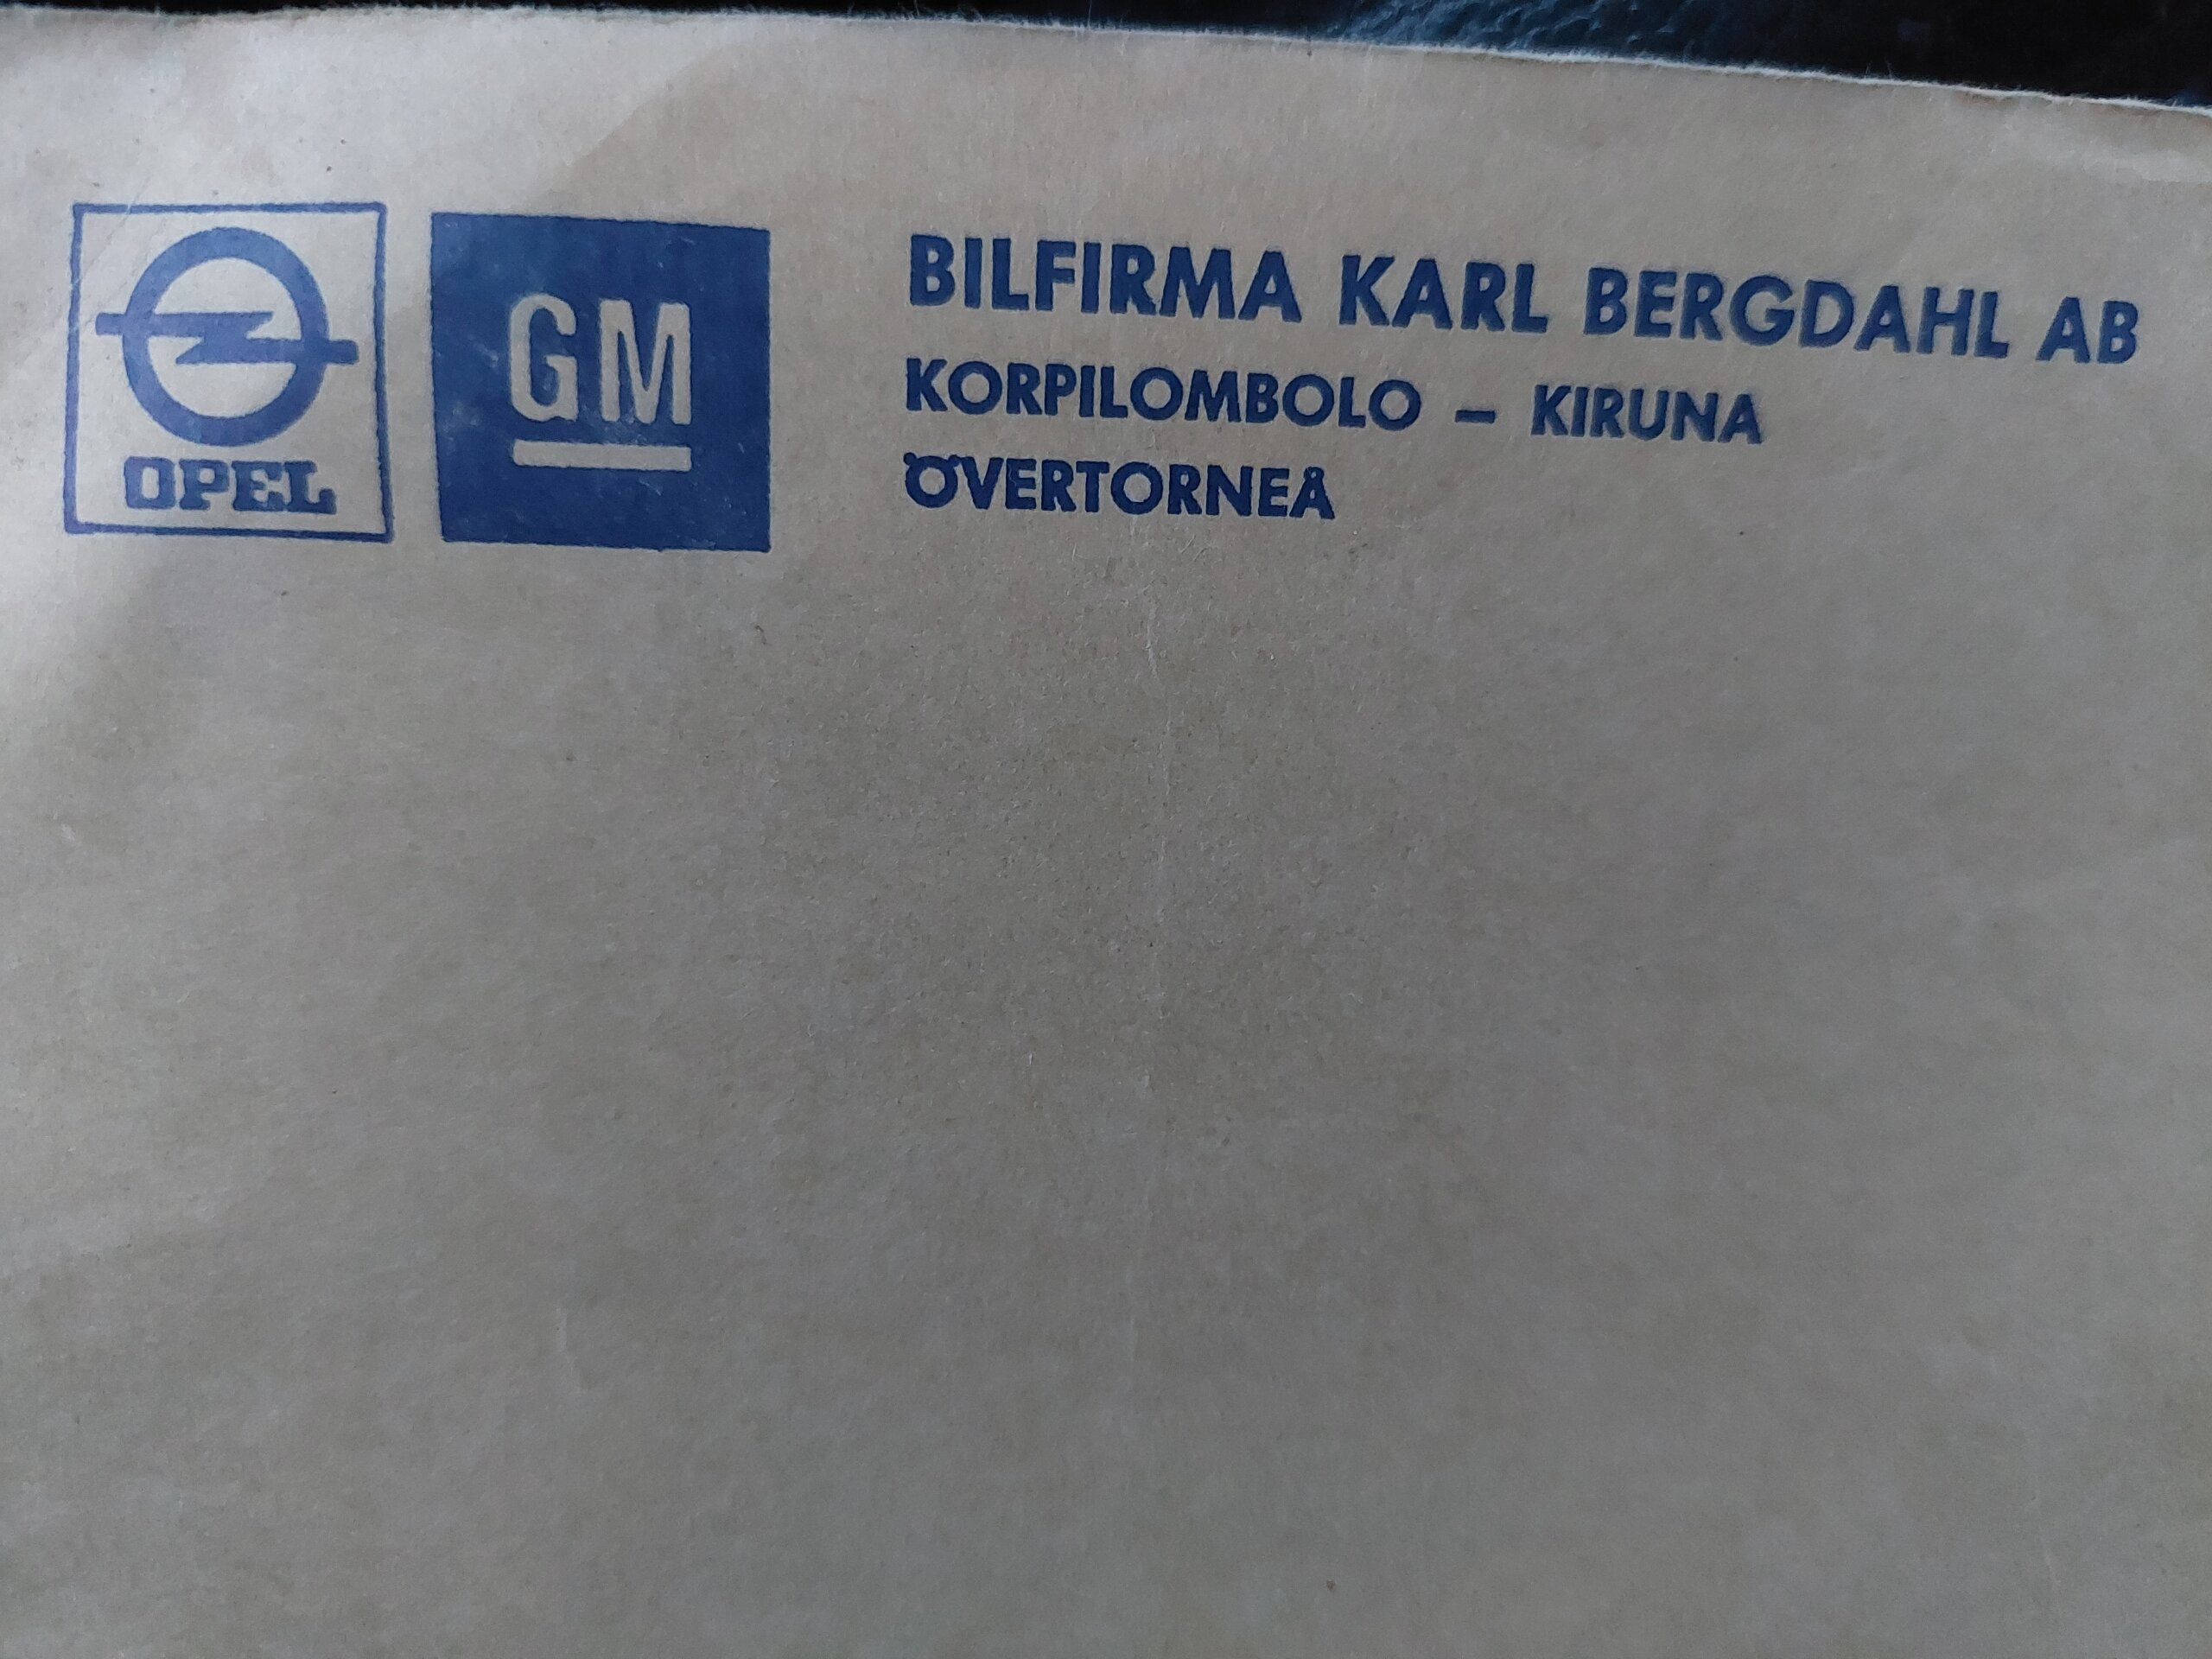 OPEL
GM
BILFIRMA KARL BERGDAHL AB
KORPILOMBOLO – KIRUNA
ÖVERTORNEÅ